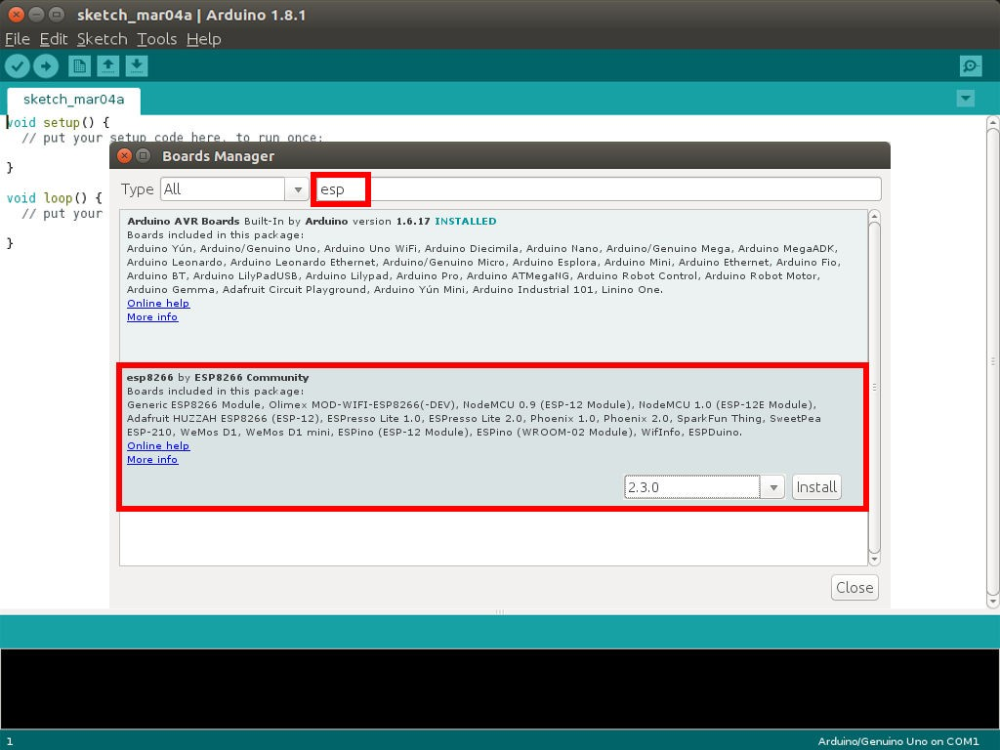 sketch_mar04a | Arduino 1.8.1
File Edit Sketch Tools Help
sketch_mar04a
void setup() {
// put your setup code here, to run once:
}
void loop() {
// put your
}
Boards Manager
Type All esp
Arduino AVR Boards Built-In by Arduino version 1.6.17 INSTALLED
Boards included in this package:
Arduino Yún, Arduino/Genuino Uno, Arduino Uno WiFi, Arduino Diecimila, Arduino Nano, Arduino/Genuino Mega, Arduino MegaADK,
Arduino Leonardo, Arduino Leonardo Ethernet, Arduino/Genuino Micro, Arduino Esplora, Arduino Mini, Arduino Ethernet, Arduino Fio,
Arduino BT, Arduino LilyPadUSB, Arduino Lilypad, Arduino Pro, Arduino ATMegaNG, Arduino Robot Control, Arduino Robot Motor,
Arduino Gemma, Adafruit Circuit Playground, Arduino Yún Mini, Arduino Industrial 101, Linino One.
Online help
More info
esp8266 by ESP8266 Community
Boards included in this package:
Generic ESP8266 Module, Olimex MOD-WIFI-ESP8266(-DEV), NodeMCU 0.9 (ESP-12 Module), NodeMCU 1.0 (ESP-12E Module),
Adafruit HUZZAH ESP8266 (ESP-12), ESPresso Lite 1.0, ESPresso Lite 2.0, Phoenix 1.0, Phoenix 2.0, SparkFun Thing, SweetPea
ESP-210, WeMos D1, WeMos D1 mini, ESPino (ESP-12 Module), ESPino (WROOM-02 Module), WifInfo, ESPDuino.
Online help
More info
2.3.0 Install
Close
1 Arduino/Genuino Uno on COM1